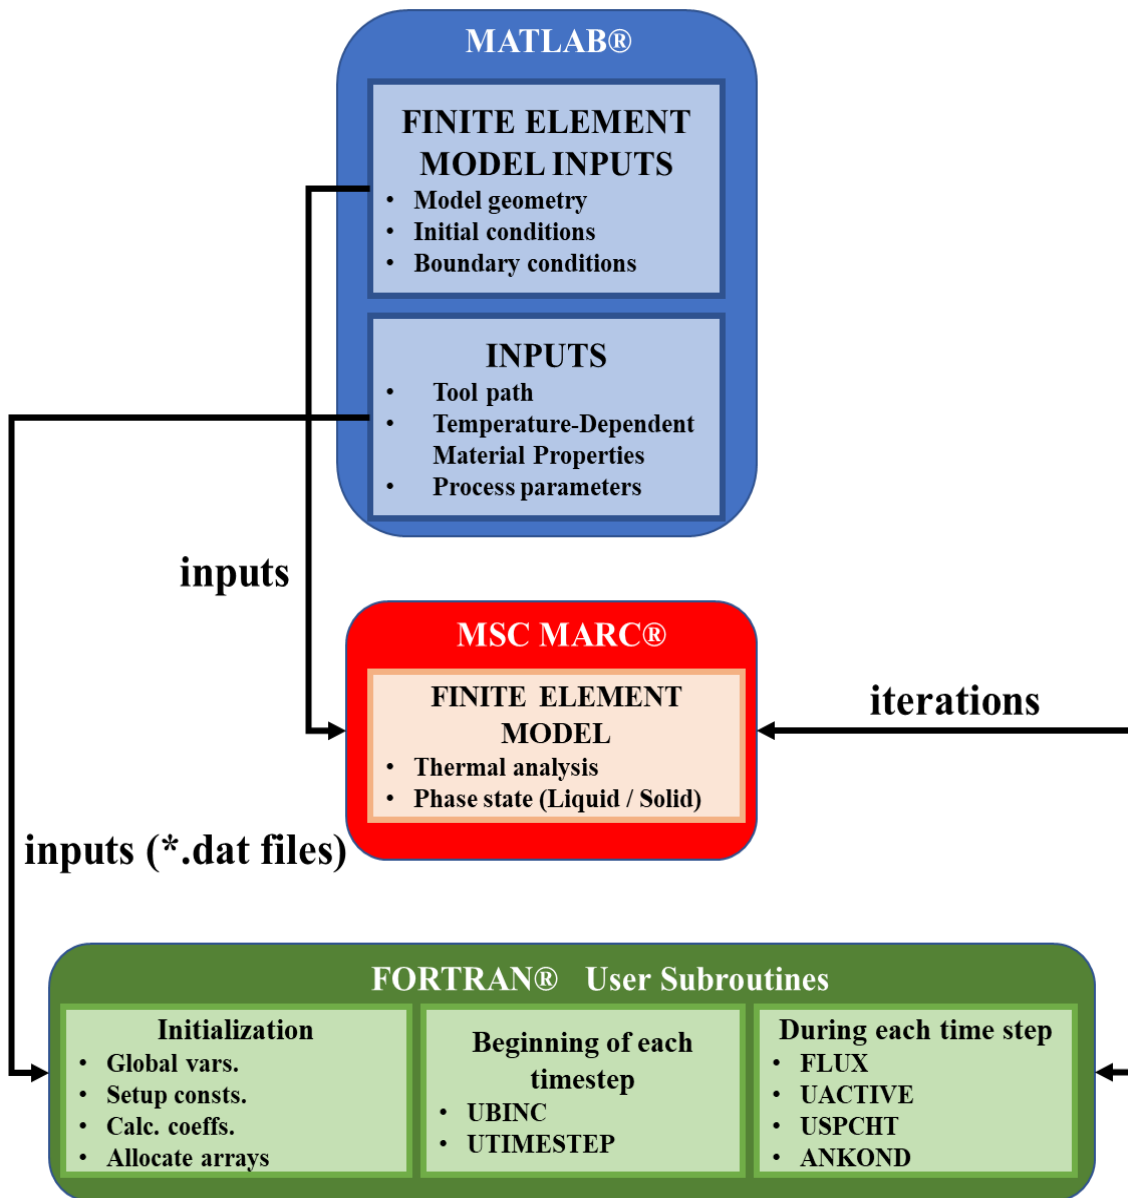 MATLAB®
FINITE ELEMENT
MODEL INPUTS
• Model geometry
• Initial conditions
• Boundary conditions
INPUTS
• Tool path
• Temperature-Dependent
Material Properties
• Process parameters
inputs
MSC MARC®
FINITE ELEMENT
MODEL
• Thermal analysis
• Phase state (Liquid / Solid)
iterations
inputs (*.dat files)
FORTRAN® User Subroutines
Initialization
• Global vars.
• Setup consts.
• Calc. coeffs.
• Allocate arrays
Beginning of each
timestep
• UBINC
• UTIMESTEP
During each time step
• FLUX
• UACTIVE
• USPCHT
• ANKOND